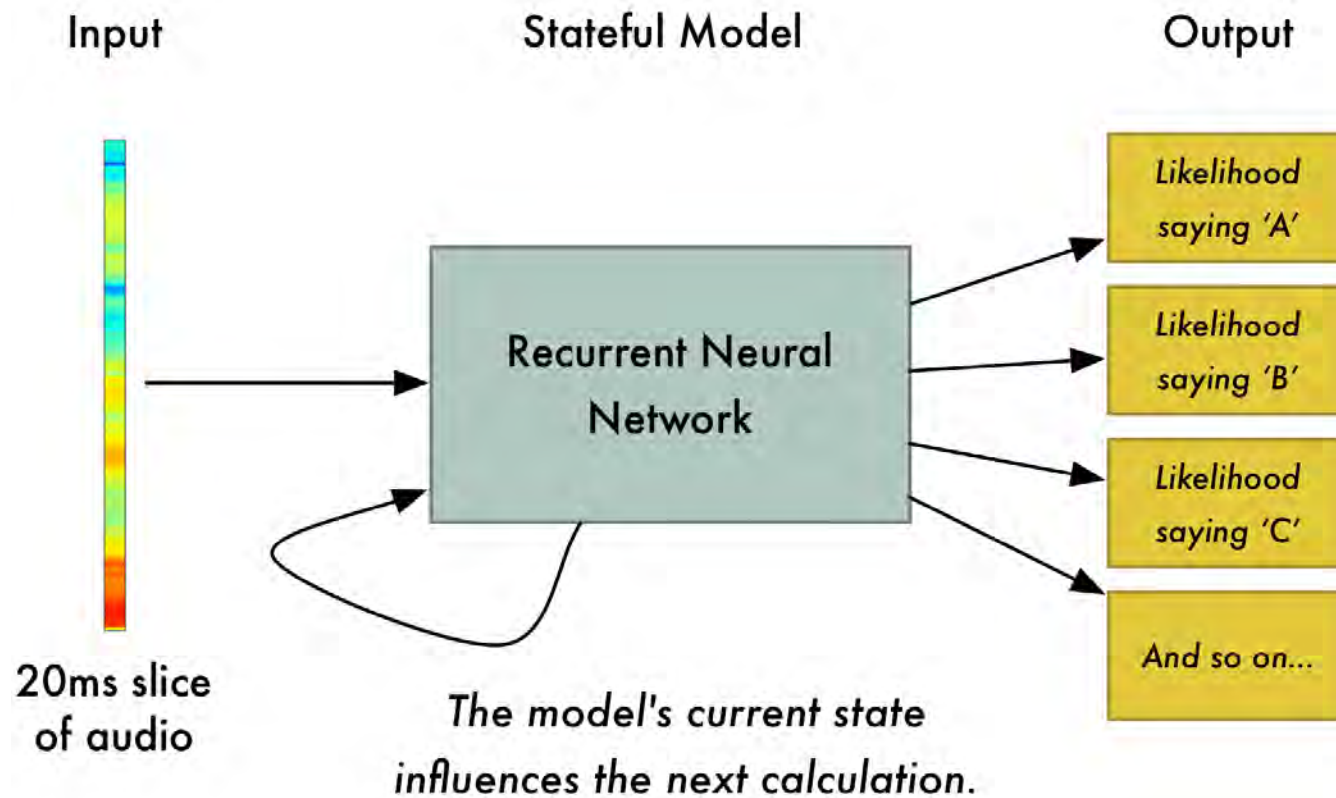 Input
Stateful Model
Output
Likelihood
saying ‘A’
Likelihood
saying ‘B’
Recurrent Neural
Network
Likelihood
saying ‘C’
And so on...
20ms slice
of audio
The model's current state
influences the next calculation.